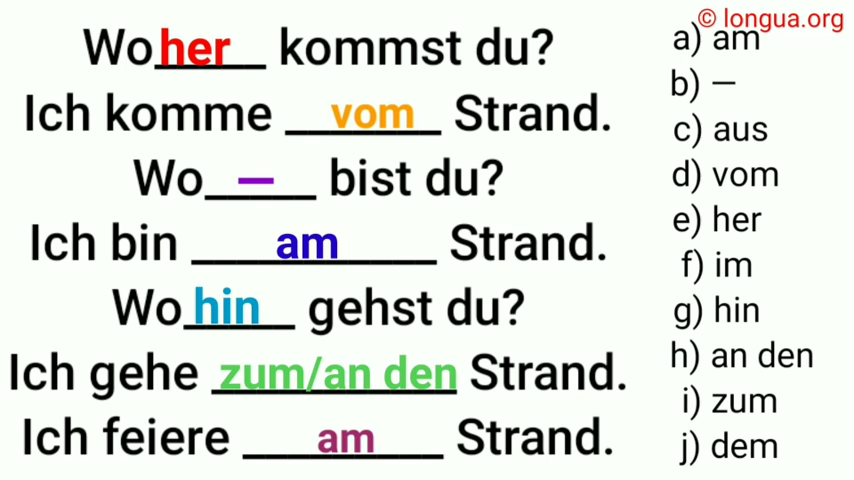 Woher kommst du?
Ich komme vom Strand.
Wo— bist du?
Ich bin am Strand.
Wohin gehst du?
Ich gehe zum/an den Strand.
Ich feiere am Strand.
© longua.org
a) am
b) —
c) aus
d) vom
e) her
f) im
g) hin
h) an den
i) zum
j) dem